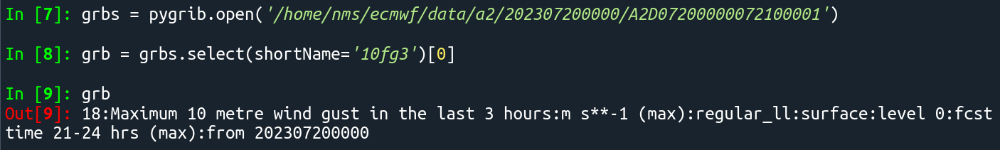 In [7]: grbs = pygrib.open('/home/nms/ecmwf/data/a2/202307200000/A2D07200000072100001')
In [8]: grb = grbs.select(shortName='10fg3')[0]
In [9]: grb
Out[9]: 18:Maximum 10 metre wind gust in the last 3 hours:m s**-1 (max):regular_ll:surface:level 0:fcst
time 21-24 hrs (max):from 202307200000